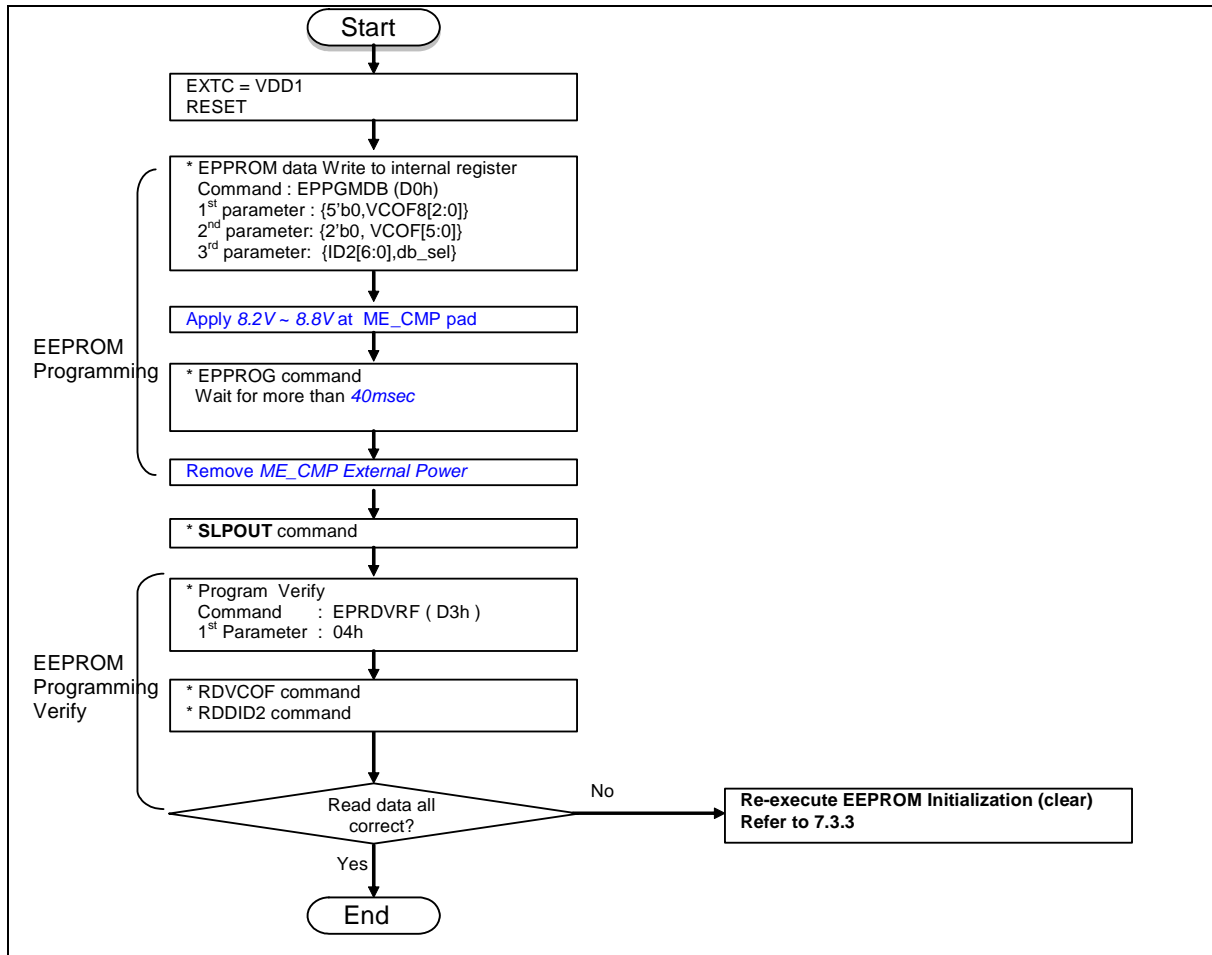 Start
EXTC = VDD1
RESET
* EPPROM data Write to internal register
Command : EPPGMDB (D0h)
1st parameter : {5'b0,VCOF8[2:0]}
2nd parameter: {2'b0, VCOF[5:0]}
3rd parameter: {ID2[6:0],db_sel}
Apply 8.2V ~ 8.8V at ME_CMP pad
EEPROM
Programming
* EPPROG command
Wait for more than 40msec
Remove ME_CMP External Power
* SLPOUT command
* Program Verify
Command : EPRDVRF ( D3h )
1st Parameter : 04h
EEPROM
Programming
Verify
* RDVCOF command
* RDDID2 command
Read data all
correct?
No
Re-execute EEPROM Initialization (clear)
Refer to 7.3.3
Yes
End